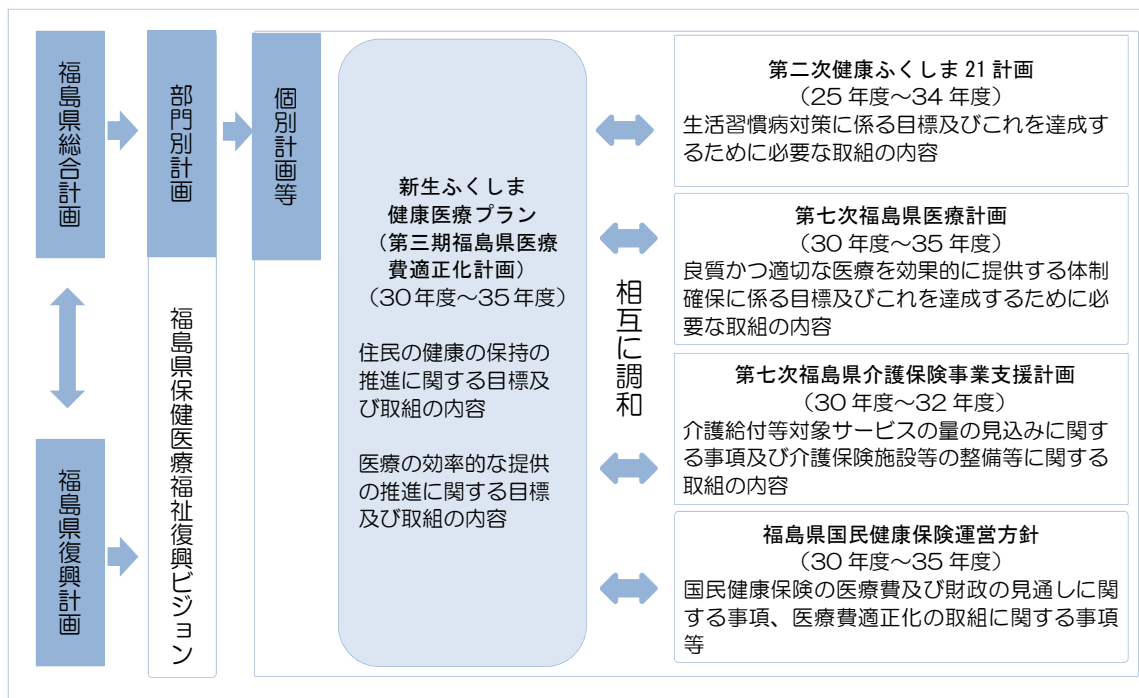 福島県総合計画
福島県復興計画
部門別計画
福島県保健医療福祉復興ビジョン
個別計画等
新生ふくしま
健康医療プラン
(第三期福島県医療
費適正化計画)
(30年度～35年度)
住民の健康の保持の
推進に関する目標及
び取組の内容
医療の効率的な提供
の推進に関する目標
及び取組の内容
相互に調和
第二次健康ふくしま21計画
(25年度～34年度)
生活習慣病対策に係る目標及びこれを達成す
るために必要な取組の内容
第七次福島県医療計画
(30年度～35年度)
良質かつ適切な医療を効果的に提供する体制
確保に係る目標及びこれを達成するために必
要な取組の内容
第七次福島県介護保険事業支援計画
(30年度～32年度)
介護給付等対象サービスの量の見込みに関す
る事項及び介護保険施設等の整備等に関する
取組の内容
福島県国民健康保険運営方針
(30年度～35年度)
国民健康保険の医療費及び財政の見通しに関
する事項、医療費適正化の取組に関する事項
等